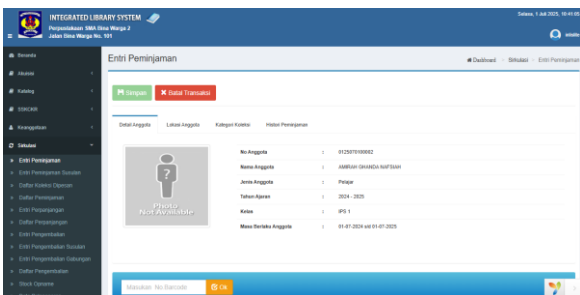 INTEGRATED LIBRARY SYSTEM
Perpustakaan SMA Bina Warga 2
Jalan Bina Warga No. 101
Selasa, 1 Juli 2025, 10:41:05
Beranda
Entri Peminjaman
Dashboard > Sirkulasi > Entri Peminjaman
Akuisisi
Katalog
Keanggotaan
Sirkulasi
Entri Peminjaman
Entri Peminjaman Susulan
Daftar Koleksi Dipesan
Daftar Peminjaman
Entri Perpanjangan
Daftar Perpanjangan
Entri Pengembalian
Entri Pengembalian Susulan
Entri Pengembalian Gabungan
Daftar Pengembalian
Stock Opname
Simpan
Batal Transaksi
Detail Anggota
Lokasi Anggota
Kategori Koleksi
Histori Peminjaman
Photo
Not Available
No Anggota : 0125070100002
Nama Anggota : AMIRAH GHANDA NAFSIAH
Jenis Anggota : Pelajar
Tahun Ajaran : 2024 - 2025
Kelas : IPS 1
Masa Berlaku Anggota : 01-07-2024 s/d 01-07-2025
Masukan No.Barcode
Ok